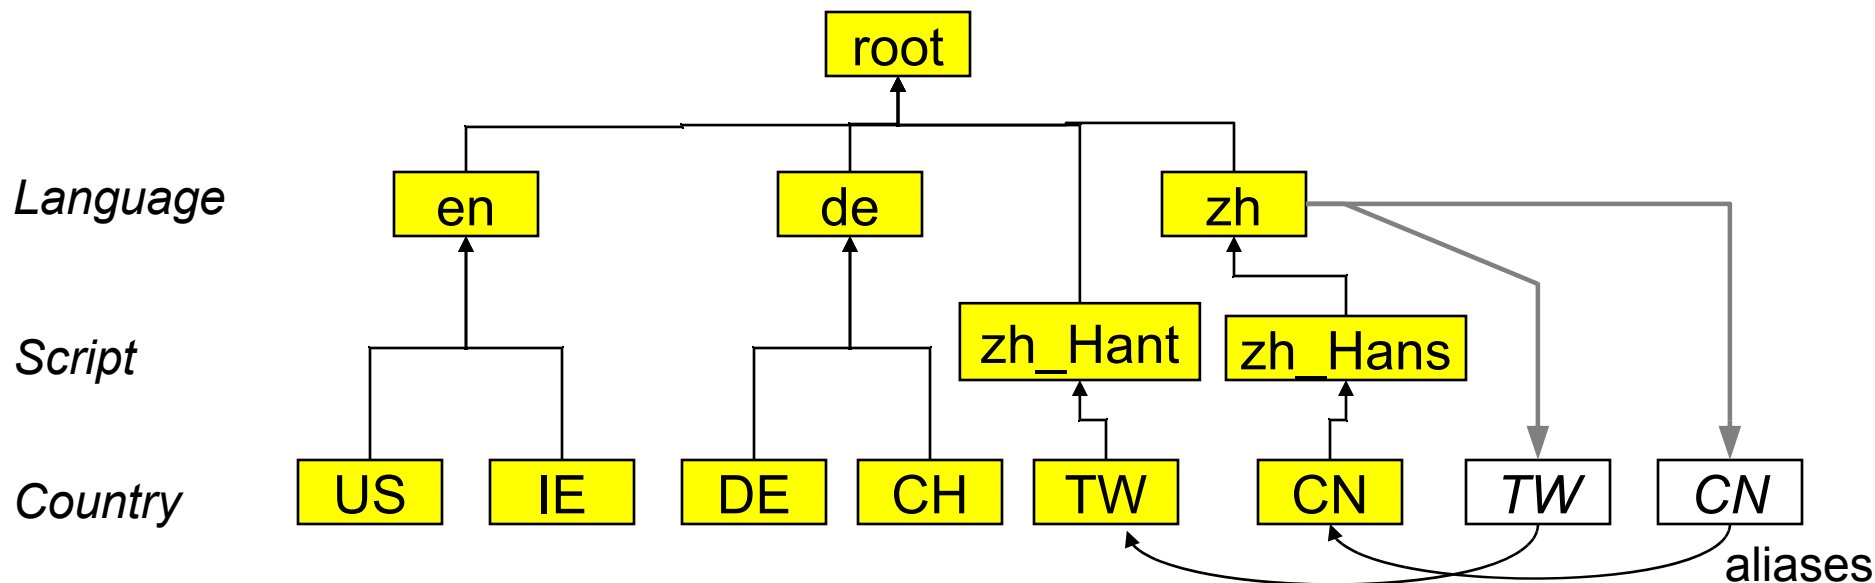 root
Language
en
de
zh
Script
zh_Hant
zh_Hans
Country
US
IE
DE
CH
TW
CN
TW
CN
aliases